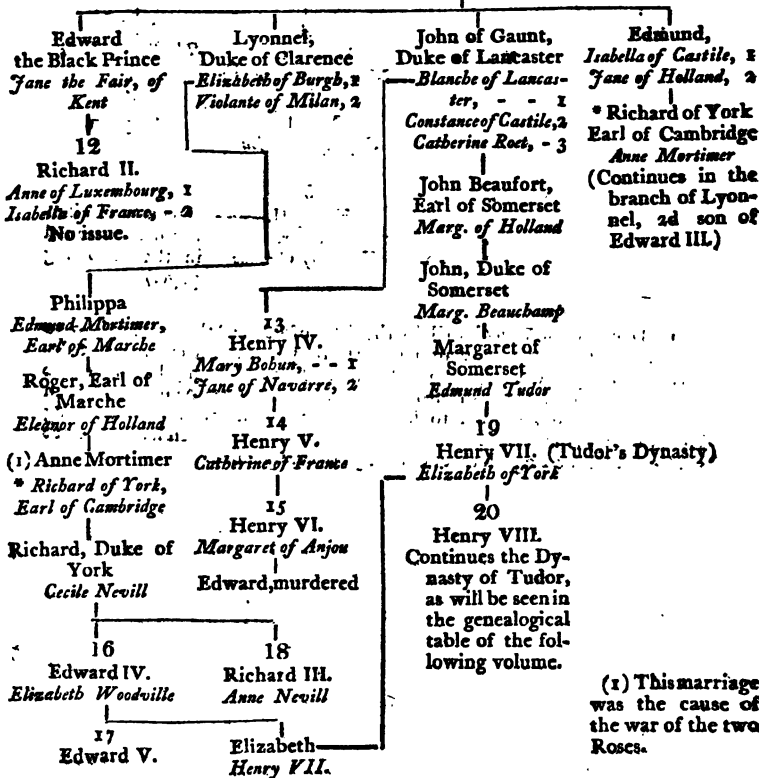 Edward
the Black Prince
Jane the Fair, of
Kent
12
Richard II.
Anne of Luxembourg, 1
Isabella of France, - 2
No issue.
Lyonnel,
Duke of Clarence
Elizabeth of Burgh, 1
Violante of Milan, 2
John of Gaunt,
Duke of Lancaster
Blanche of Lancas-
ter, - - 1
Constance of Castile, 2
Catherine Roet, - 3
John Beaufort,
Earl of Somerset
Marg. of Holland
John, Duke of
Somerset
Marg. Beauchamp
Margaret of
Somerset
Edmund Tudor
19
Henry VII. (Tudor's Dynasty)
Elizabeth of York
20
Henry VIII.
Continues the Dy-
nasty of Tudor,
as will be seen in
the genealogical
table of the fol-
lowing volume.
Edmund,
Isabella of Castile, 1
Jane of Holland, 2
* Richard of York
Earl of Cambridge
Anne Mortimer
(Continues in the
branch of Lyon-
nel, 2d son of
Edward III.)
Philippa
Edmund Mortimer,
Earl of Marche
Roger, Earl of
Marche
Eleanor of Holland
(1) Anne Mortimer
* Richard of York,
Earl of Cambridge
Richard, Duke of
York
Cecile Nevill
16
Edward IV.
Elizabeth Woodville
17
Edward V.
13
Henry IV.
Mary Bohun, - - 1
Jane of Navarre, 2
14
Henry V.
Catherine of France
15
Henry VI.
Margaret of Anjou
Edward, murdered
18
Richard III.
Anne Nevill
Elizabeth
Henry VII.
(1) This marriage
was the cause of
the war of the two
Roses.